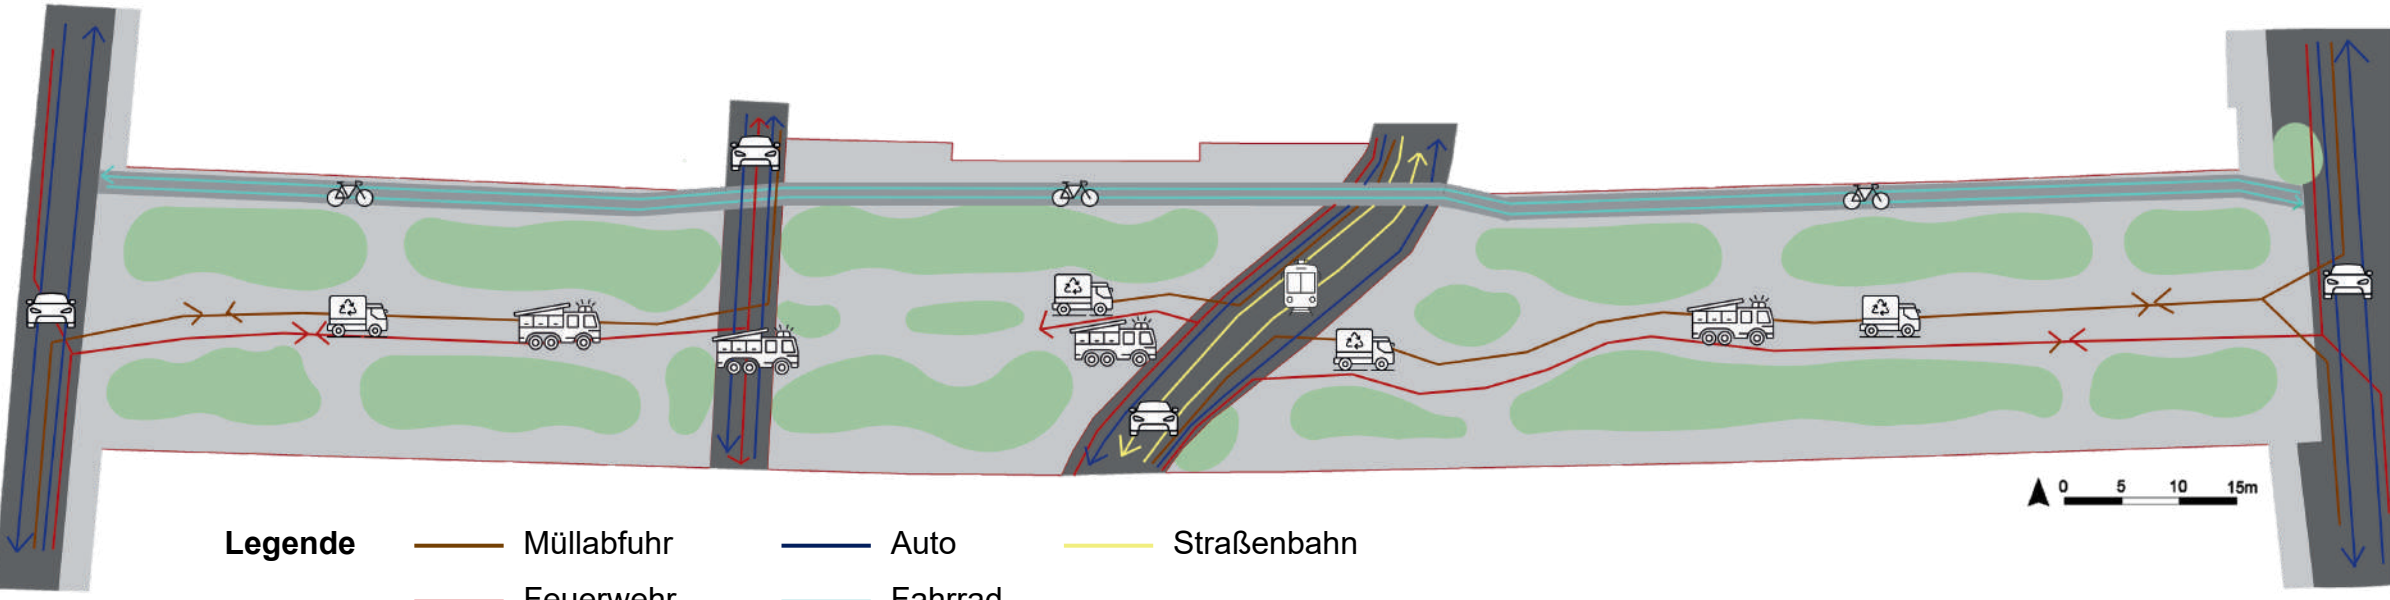 0 5 10 15m
Legende Müllabfuhr Auto Straßenbahn
Feuerwehr Fahrrad